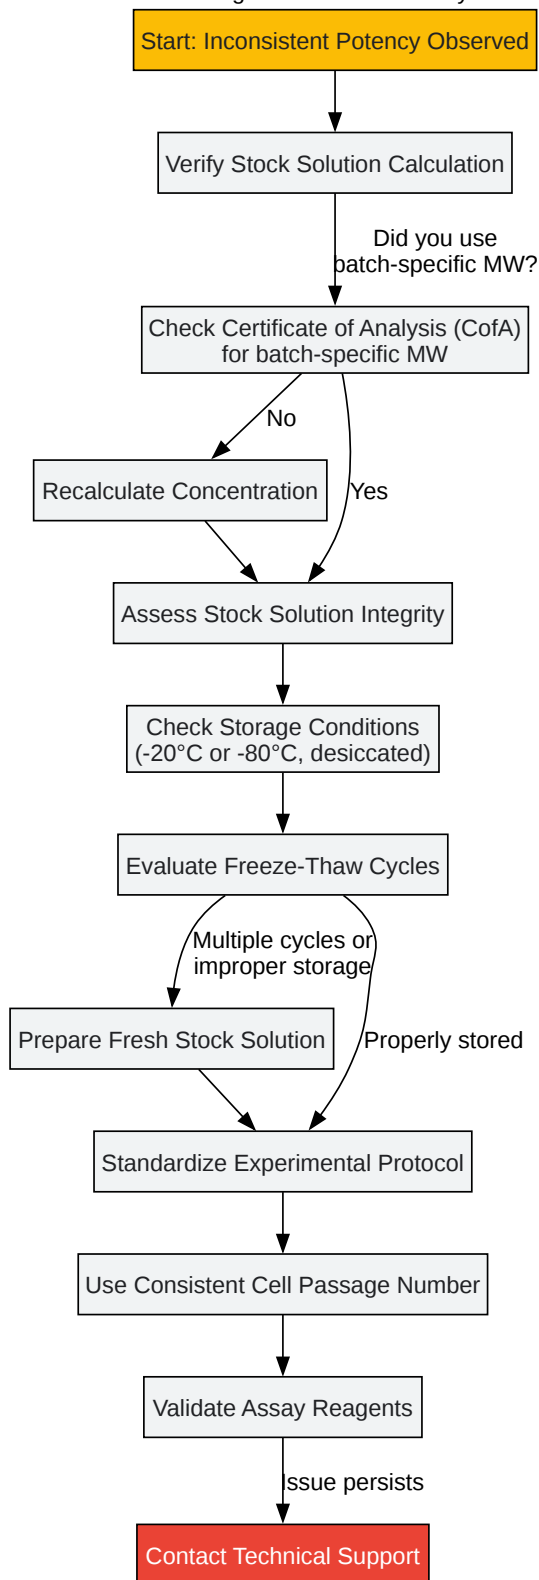 Start: Inconsistent Potency Observed
Verify Stock Solution Calculation
Did you use
batch-specific MW?
Check Certificate of Analysis (CofA)
for batch-specific MW
No
Yes
Recalculate Concentration
Assess Stock Solution Integrity
Check Storage Conditions
(-20°C or -80°C, desiccated)
Evaluate Freeze-Thaw Cycles
Multiple cycles or
improper storage
Prepare Fresh Stock Solution
Properly stored
Standardize Experimental Protocol
Use Consistent Cell Passage Number
Validate Assay Reagents
Issue persists
Contact Technical Support